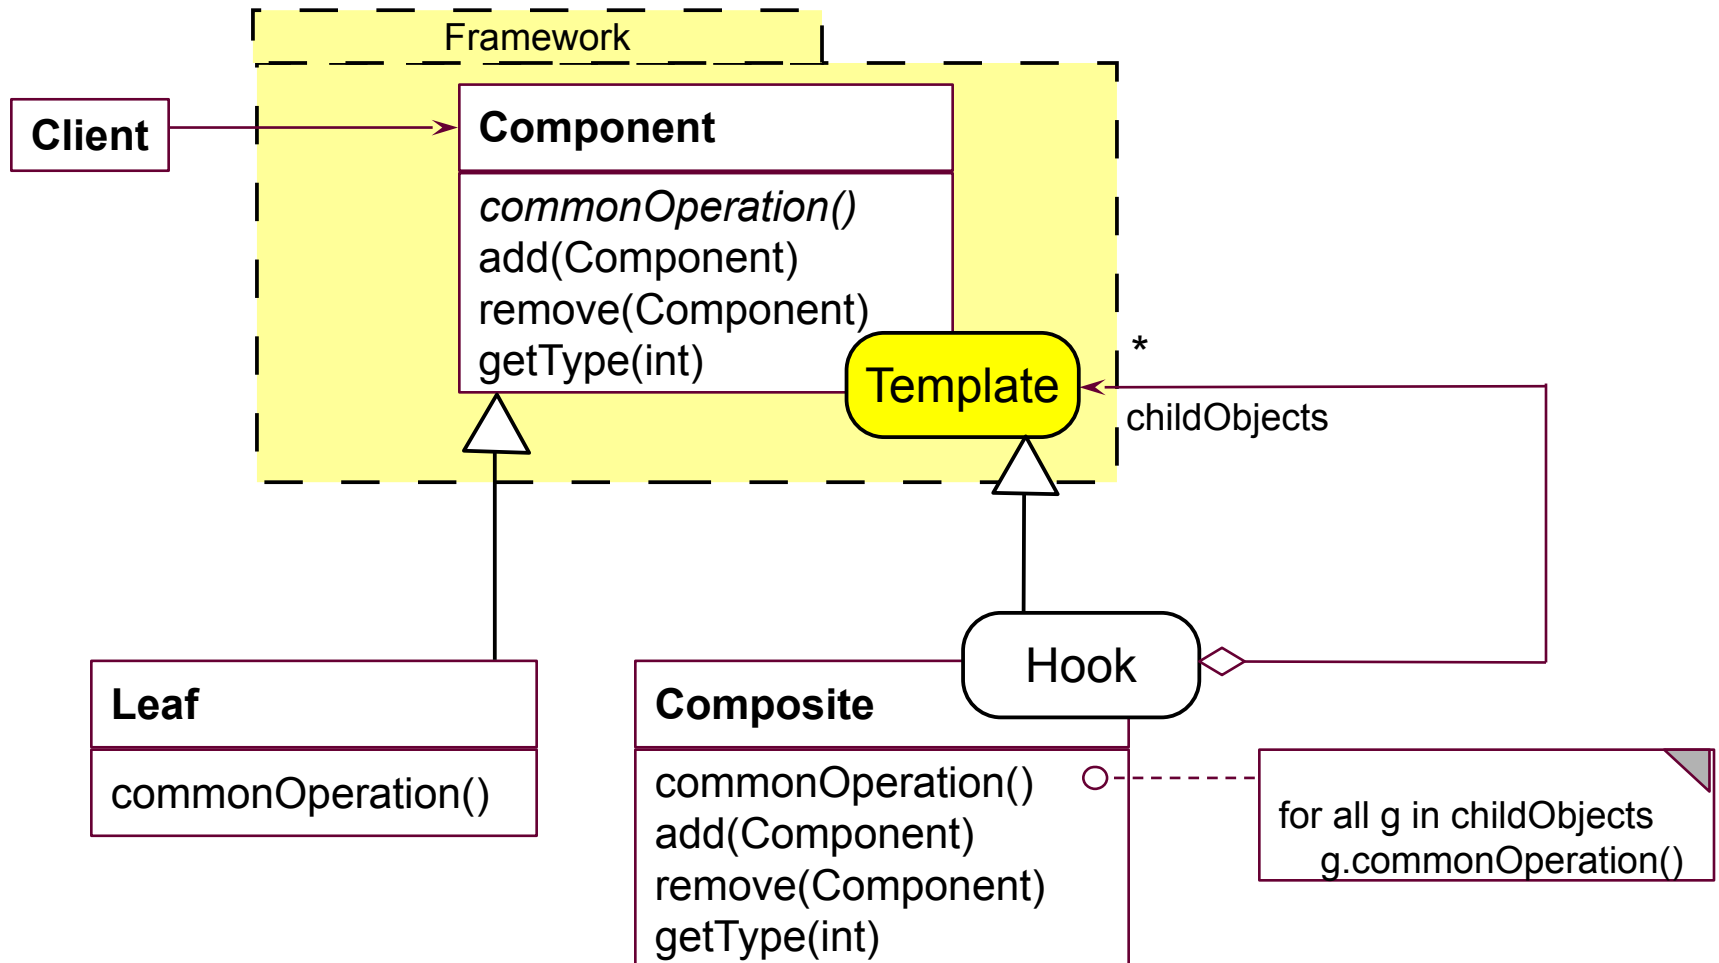 Framework
Client
Component
commonOperation()
add(Component)
remove(Component)
getType(int)
Template
*
childObjects
Hook
Leaf
commonOperation()
Composite
commonOperation()
add(Component)
remove(Component)
getType(int)
for all g in childObjects
g.commonOperation()